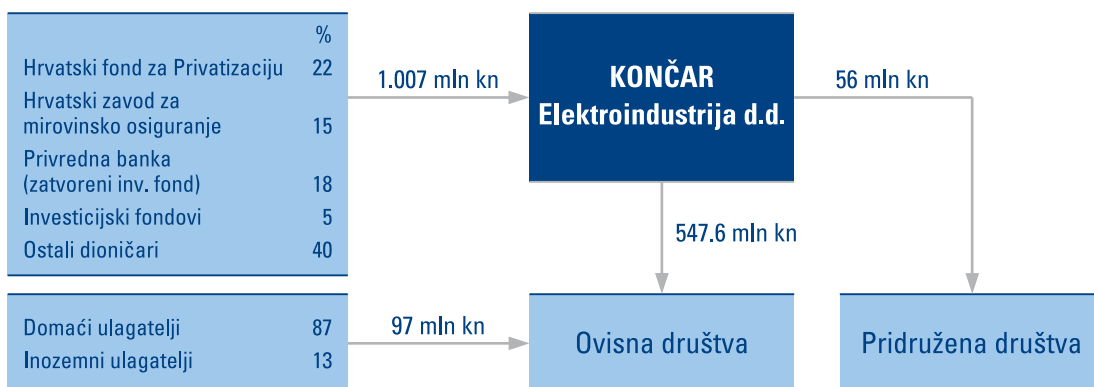 %
Hrvatski fond za Privatizaciju 22
Hrvatski zavod za
mirovinsko osiguranje 15
Privredna banka
(zatvoreni inv. fond) 18
Investicijski fondovi 5
Ostali dioničari 40
1.007 mln kn
KONČAR
Elektroindustrija d.d.
56 mln kn
547.6 mln kn
Domaći ulagatelji 87
Inozemni ulagatelji 13
97 mln kn
Ovisna društva
Pridružena društva